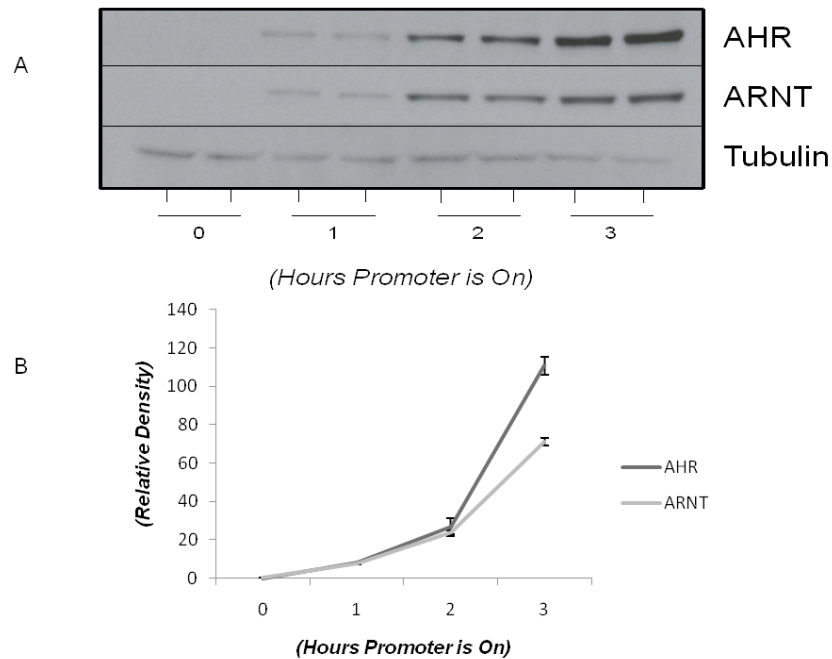 A
AHR
ARNT
Tubulin
0 1 2 3
(Hours Promoter is On)
B
(Relative Density)
140
120
100
80
60
40
20
0
0 1 2 3
(Hours Promoter is On)
AHR
ARNT